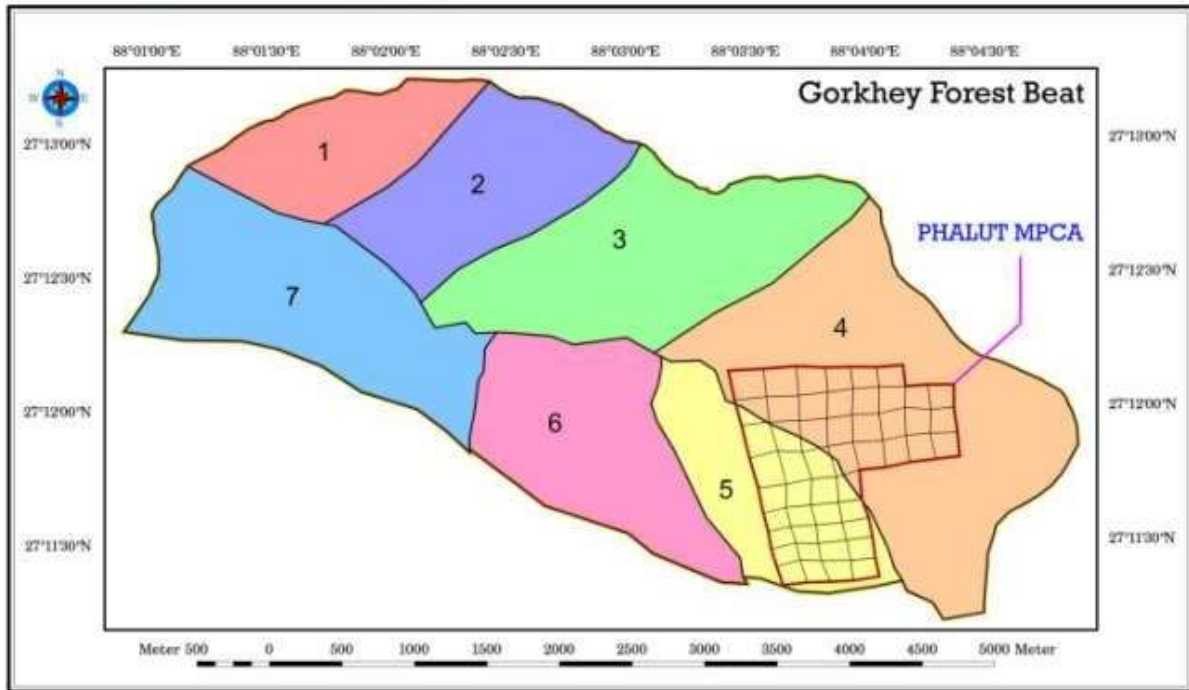 88°01'00"E 88°01'30"E 88°02'00"E 88°02'30"E 88°03'00"E 88°03'30"E 88°04'00"E 88°04'30"E
N
W E
Gorkhey Forest Beat
27°13'00"N 27°13'00"N
1
2
3
PHALUT MPCA
27°12'30"N 27°12'30"N
7
4
27°12'00"N 27°12'00"N
6
5
27°11'30"N 27°11'30"N
Meter 500 0 500 1000 1500 2000 2500 3000 3500 4000 4500 5000 Meter